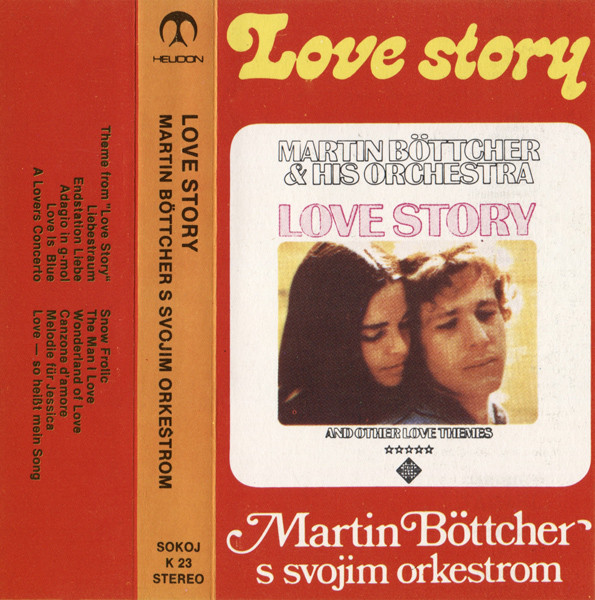 HELIDON
Theme from "Love Story"
Liebestraum
Endstation Liebe
Adagio in g-mol
Love Is Blue
A Lovers Concerto
Snow Frolic
The Man I Love
Wonderland of Love
Canzone d'amore
Melodie für Jessica
Love — so heißt mein Song
LOVE STORY
MARTIN BÖTTCHER S SVOJIM ORKESTROM
SOKOJ
K 23
STEREO
Love story
MARTIN BÖTTCHER
& HIS ORCHESTRA
LOVE STORY
AND OTHER LOVE THEMES
Martin Böttcher
s svojim orkestrom